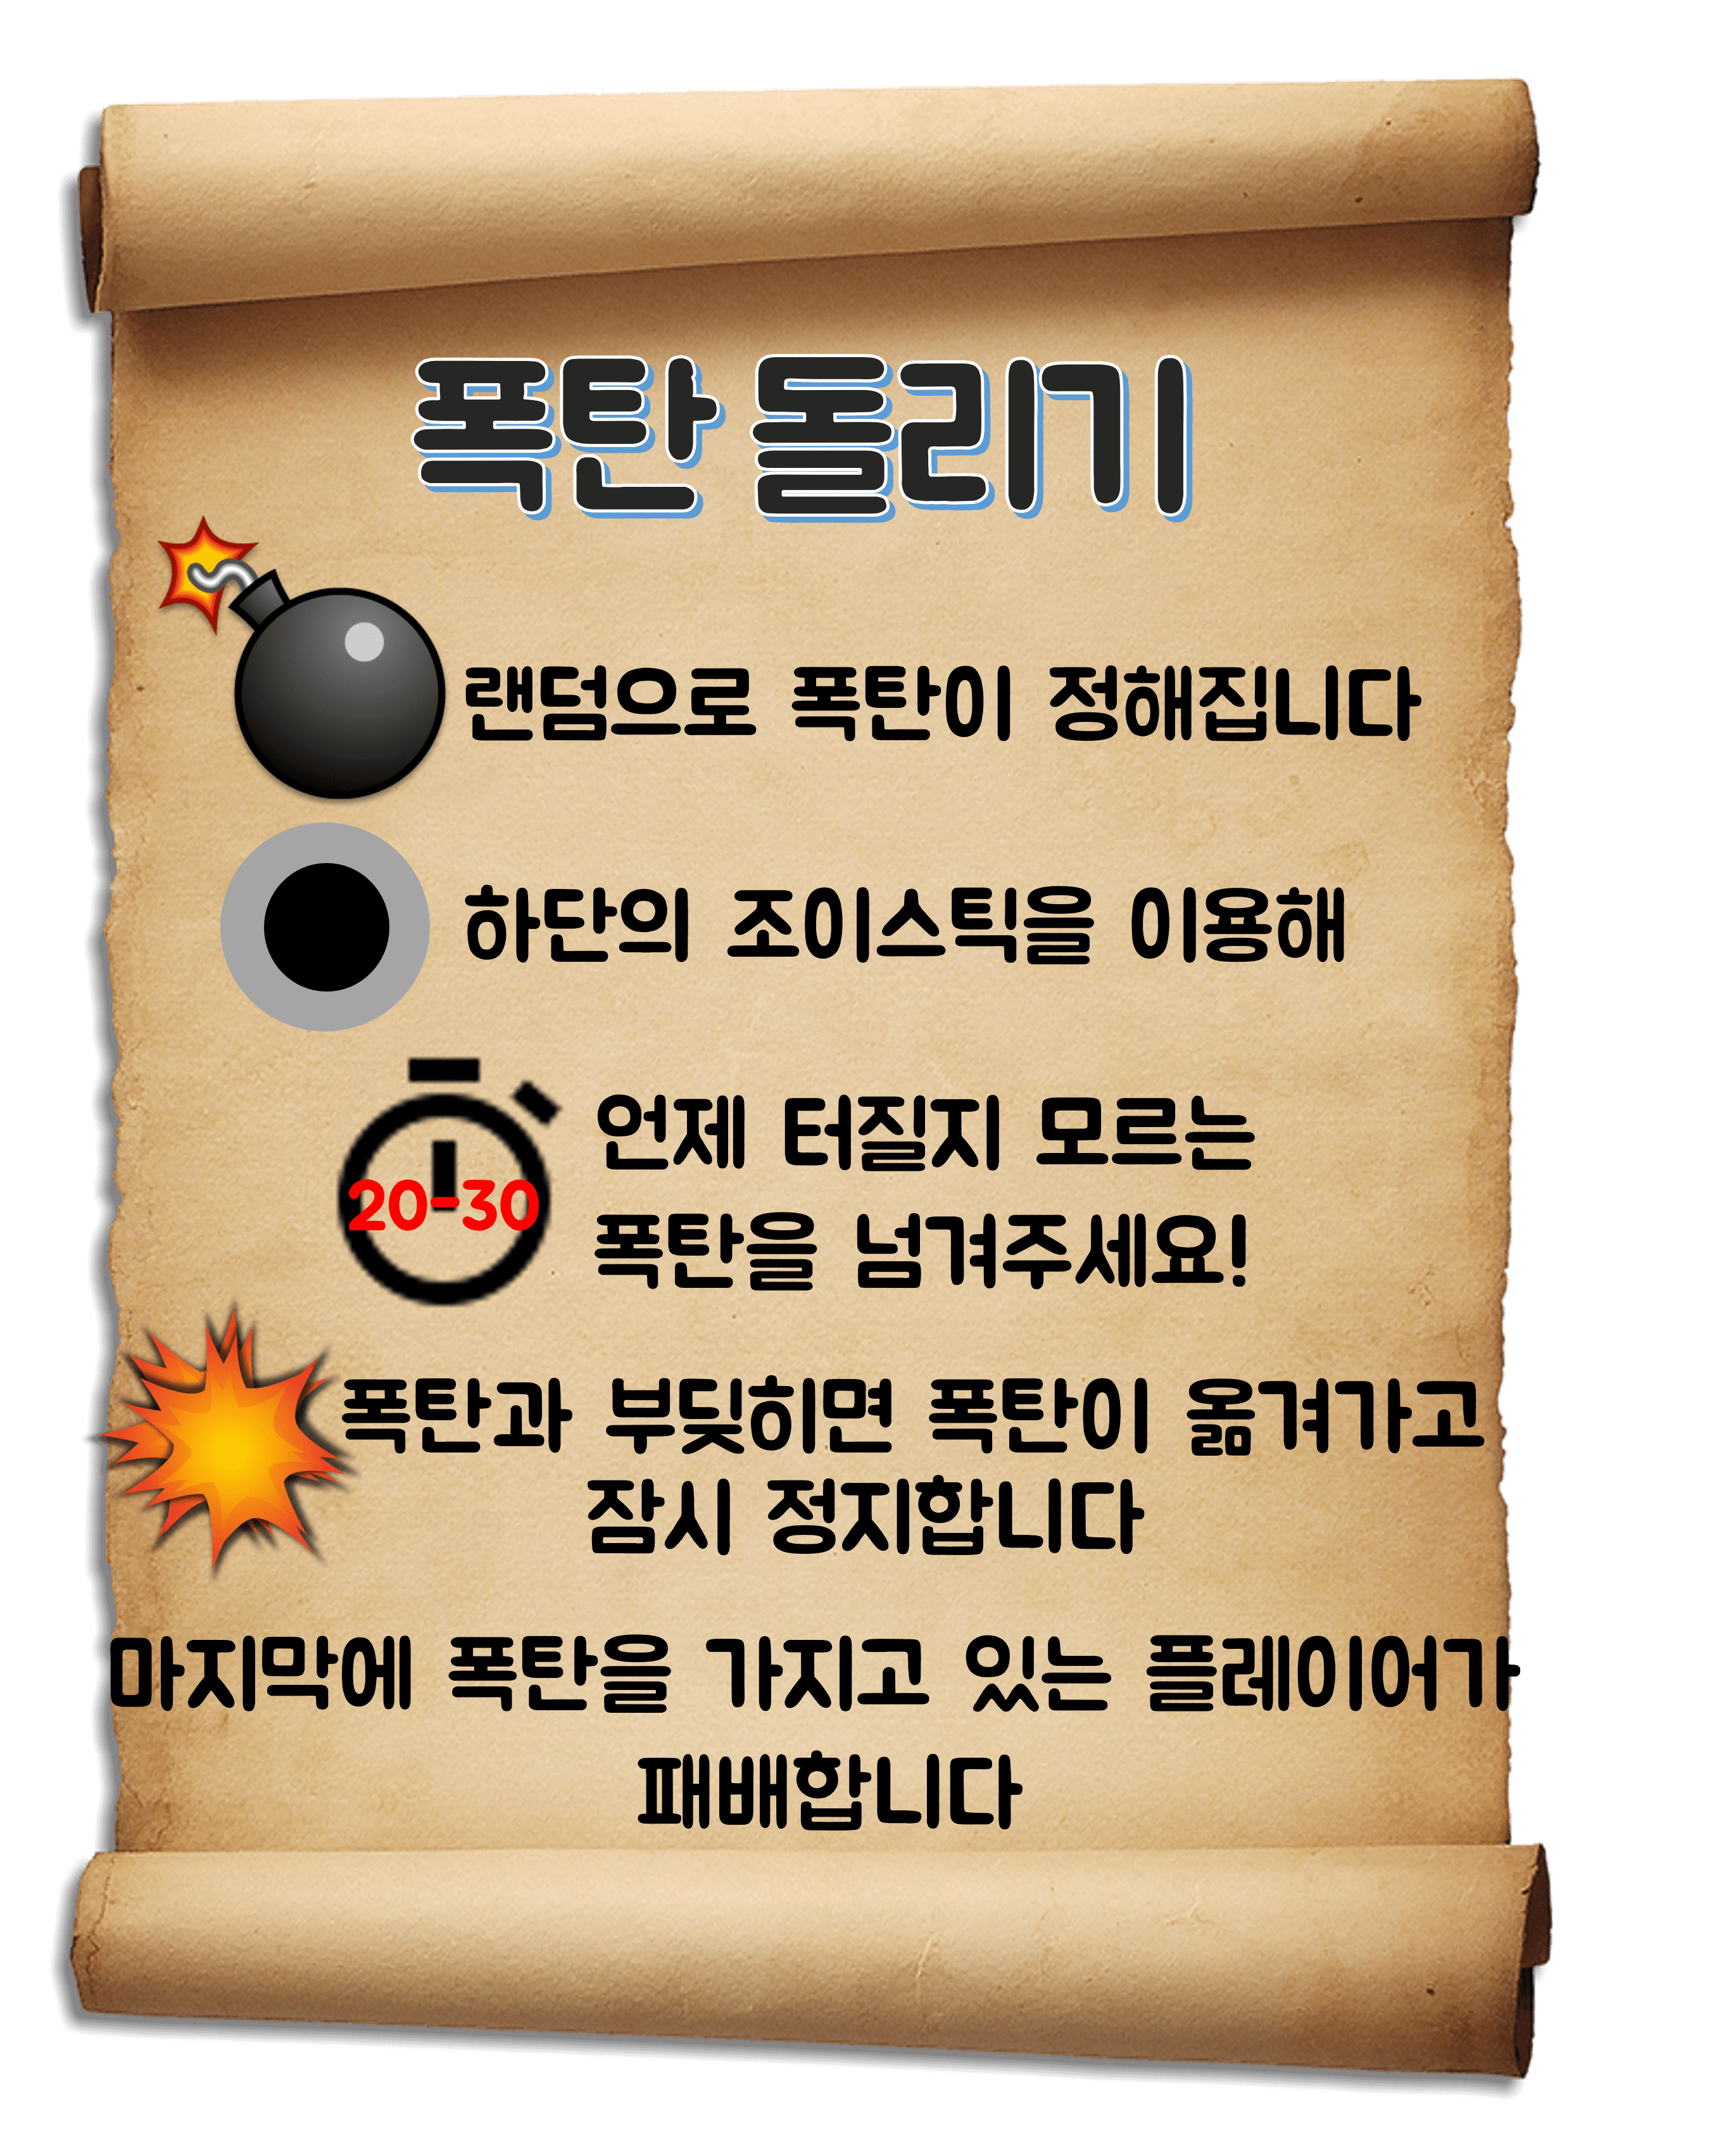 폭탄 돌리기
랜덤으로 폭탄이 정해집니다
하단의 조이스틱을 이용해
언제 터질지 모르는
20-30
폭탄을 넘겨주세요!
폭탄과 부딪히면 폭탄이 옮겨가고
잠시 정지합니다
마지막에 폭탄을 가지고 있는 플레이어가
패배합니다